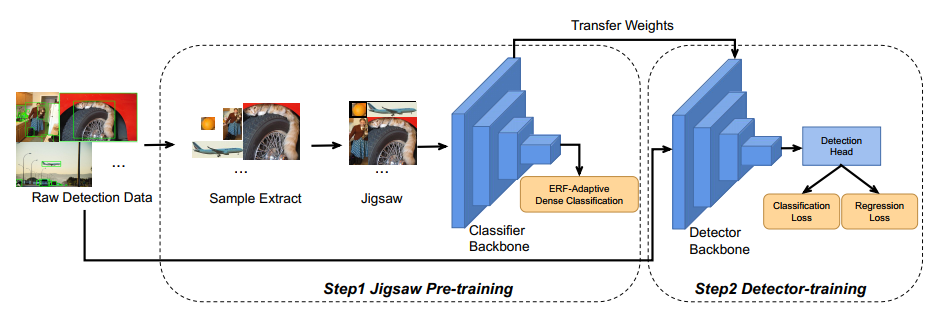 Transfer Weights
...
Raw Detection Data
...
Sample Extract
...
Jigsaw
Classifier
Backbone
ERF-Adaptive
Dense Classification
Step1 Jigsaw Pre-training
Detector
Backbone
Detection
Head
Classification
Loss
Regression
Loss
Step2 Detector-training